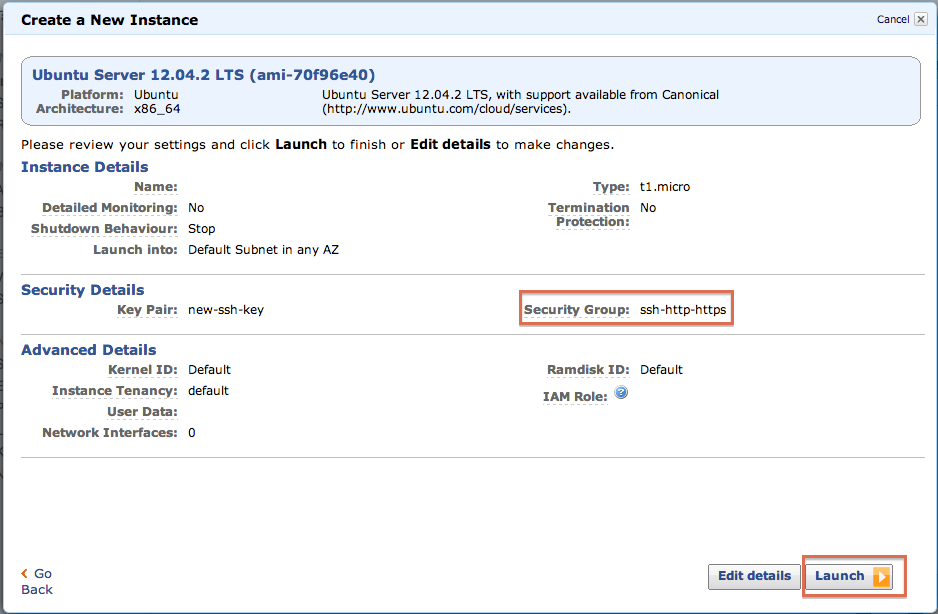 Create a New Instance
Cancel
Ubuntu Server 12.04.2 LTS (ami-70f96e40)
Platform: Ubuntu
Architecture: x86_64
Ubuntu Server 12.04.2 LTS, with support available from Canonical
(http://www.ubuntu.com/cloud/services).
Please review your settings and click Launch to finish or Edit details to make changes.
Instance Details
Name:
Type: t1.micro
Detailed Monitoring: No
Termination
Protection: No
Shutdown Behaviour: Stop
Launch into: Default Subnet in any AZ
Security Details
Key Pair: new-ssh-key
Security Group: ssh-http-https
Advanced Details
Kernel ID: Default
Ramdisk ID: Default
Instance Tenancy: default
IAM Role: ?
User Data:
Network Interfaces: 0
Go
Back
Edit details
Launch